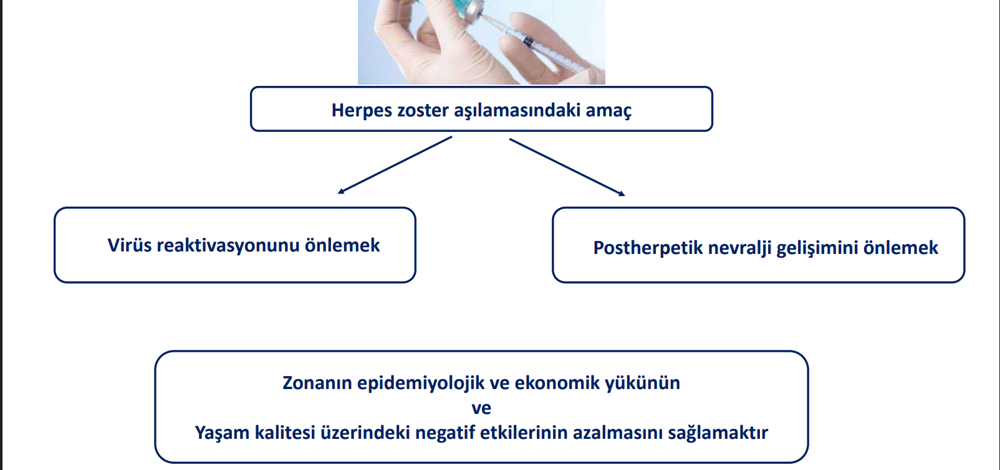 Herpes zoster aşılamasındaki amaç
Virüs reaktivasyonunu önlemek
Postherpetik nevralji gelişimini önlemek
Zonanın epidemiyolojik ve ekonomik yükünün
ve
Yaşam kalitesi üzerindeki negatif etkilerinin azalmasını sağlamaktır